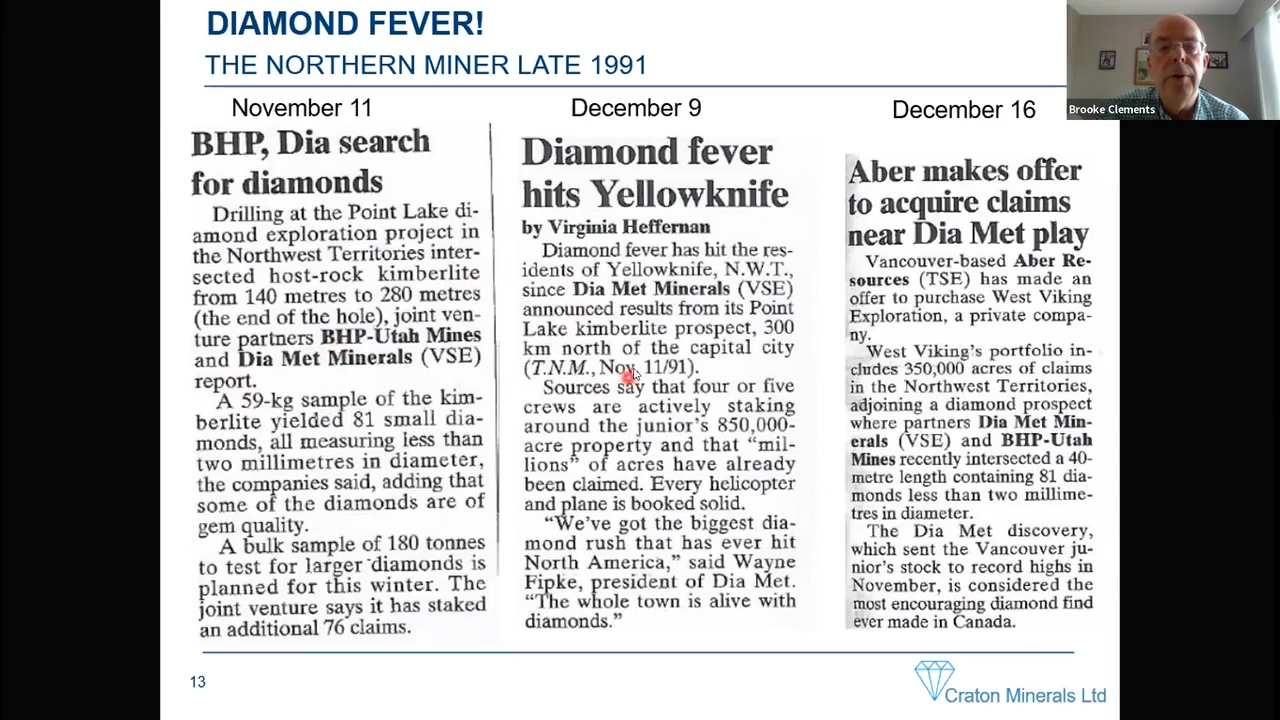 DIAMOND FEVER!
THE NORTHERN MINER LATE 1991
Brooke Clements
November 11
BHP, Dia search
for diamonds
Drilling at the Point Lake di-
amond exploration project in
the Northwest Territories inter-
sected host-rock kimberlite
from 140 metres to 280 metres
(the end of the hole), joint ven-
ture partners BHP-Utah Mines
and Dia Met Minerals (VSE)
report.
A 59-kg sample of the kim-
berlite yielded 81 small dia-
monds, all measuring less than
two millimetres in diameter,
the companies said, adding that
some of the diamonds are of
gem quality.
A bulk sample of 180 tonnes
to test for larger diamonds is
planned for this winter. The
joint venture says it has staked
an additional 76 claims.
December 9
Diamond fever
hits Yellowknife
by Virginia Heffernan
Diamond fever has hit the res-
idents of Yellowknife, N.W.T.,
since Dia Met Minerals (VSE)
announced results from its Point
Lake kimberlite prospect, 300
km north of the capital city
(T.N.M., Nov. 11/91).
Sources say that four or five
crews are actively staking
around the junior's 850,000-
acre property and that "mil-
lions" of acres have already
been claimed. Every helicopter
and plane is booked solid.
"We've got the biggest dia-
mond rush that has ever hit
North America," said Wayne
Fipke, president of Dia Met.
"The whole town is alive with
diamonds."
December 16
Aber makes offer
to acquire claims
near Dia Met play
Vancouver-based Aber Re-
sources (TSE) has made an
offer to purchase West Viking
Exploration, a private compa-
ny.
West Viking's portfolio in-
cludes 350,000 acres of claims
in the Northwest Territories,
adjoining a diamond prospect
where partners Dia Met Min-
erals (VSE) and BHP-Utah
Mines recently intersected a 40-
metre length containing 81 dia-
monds less than two millime-
tres in diameter.
The Dia Met discovery,
which sent the Vancouver ju-
nior's stock to record highs in
November, is considered the
most encouraging diamond find
ever made in Canada.
13
Craton Minerals Ltd